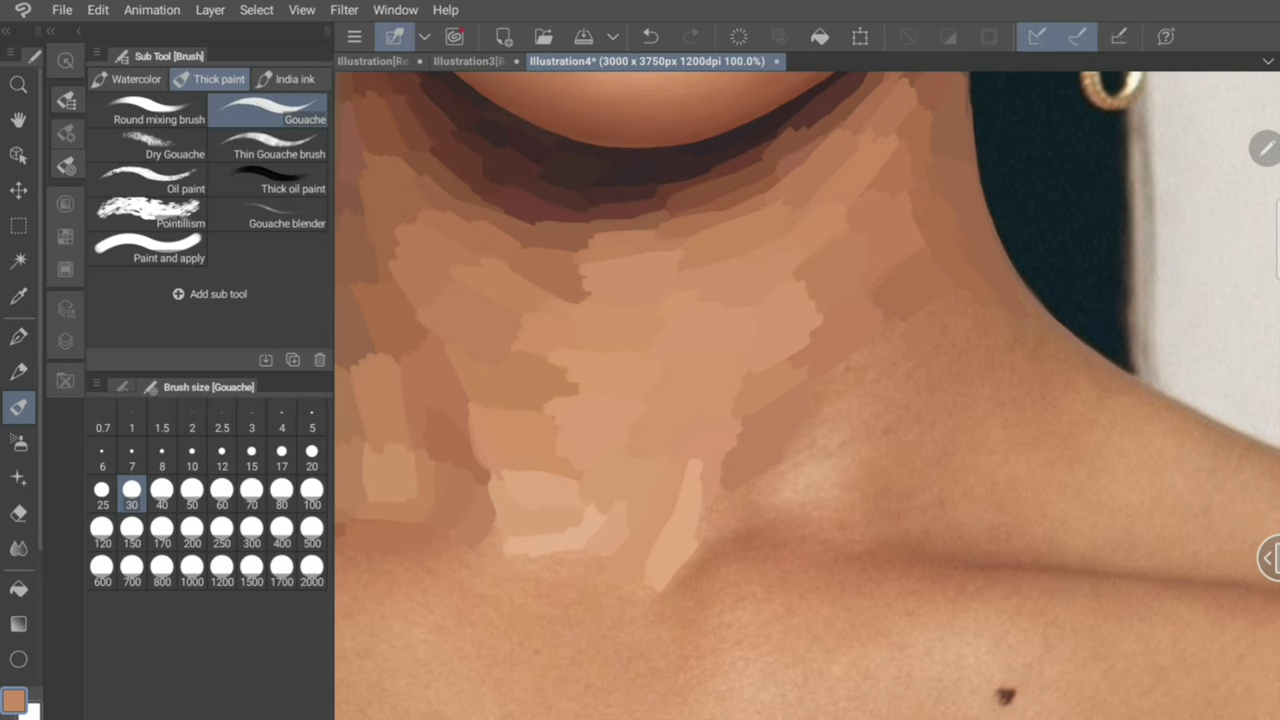 File Edit Animation Layer Select View Filter Window Help
Sub Tool [Brush]
Illustration[Re
Illustration3[R
Illustration4* (3000 x 3750px 1200dpi 100.0%)
Watercolor Thick paint India ink
Round mixing brush Gouache
Dry Gouache Thin Gouache brush
Oil paint Thick oil paint
Pointillism Gouache blender
Paint and apply
Add sub tool
Brush size [Gouache]
0.7 1 1.5 2 2.5 3 4 5
6 7 8 10 12 15 17 20
25 30 40 50 60 70 80 100
120 150 170 200 250 300 400 500
600 700 800 1000 1200 1500 1700 2000